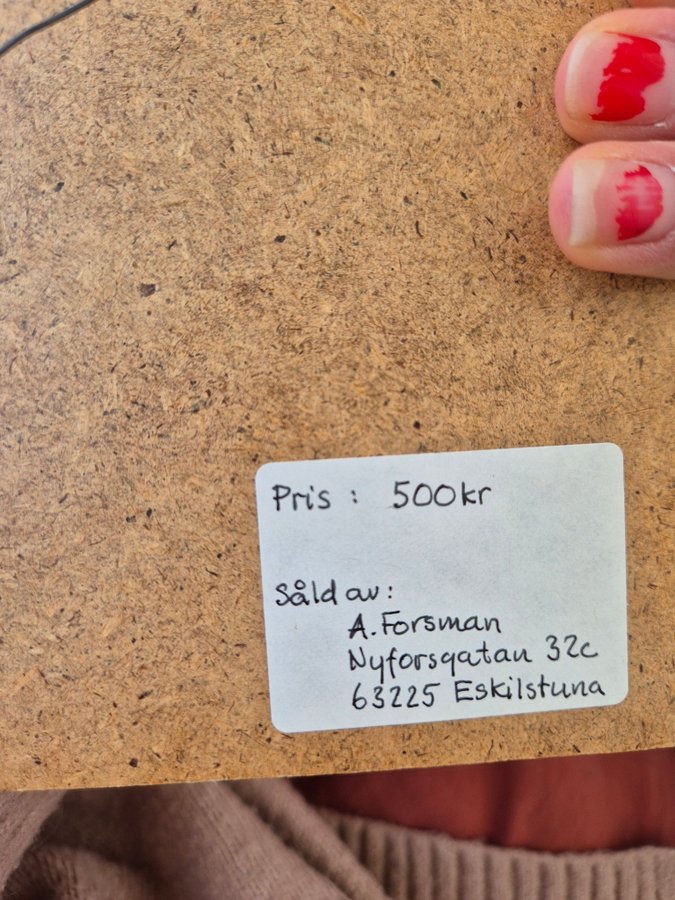 Pris : 500kr
Såld av:
A. Forsman
Nyforsgatan 32c
63225 Eskilstuna